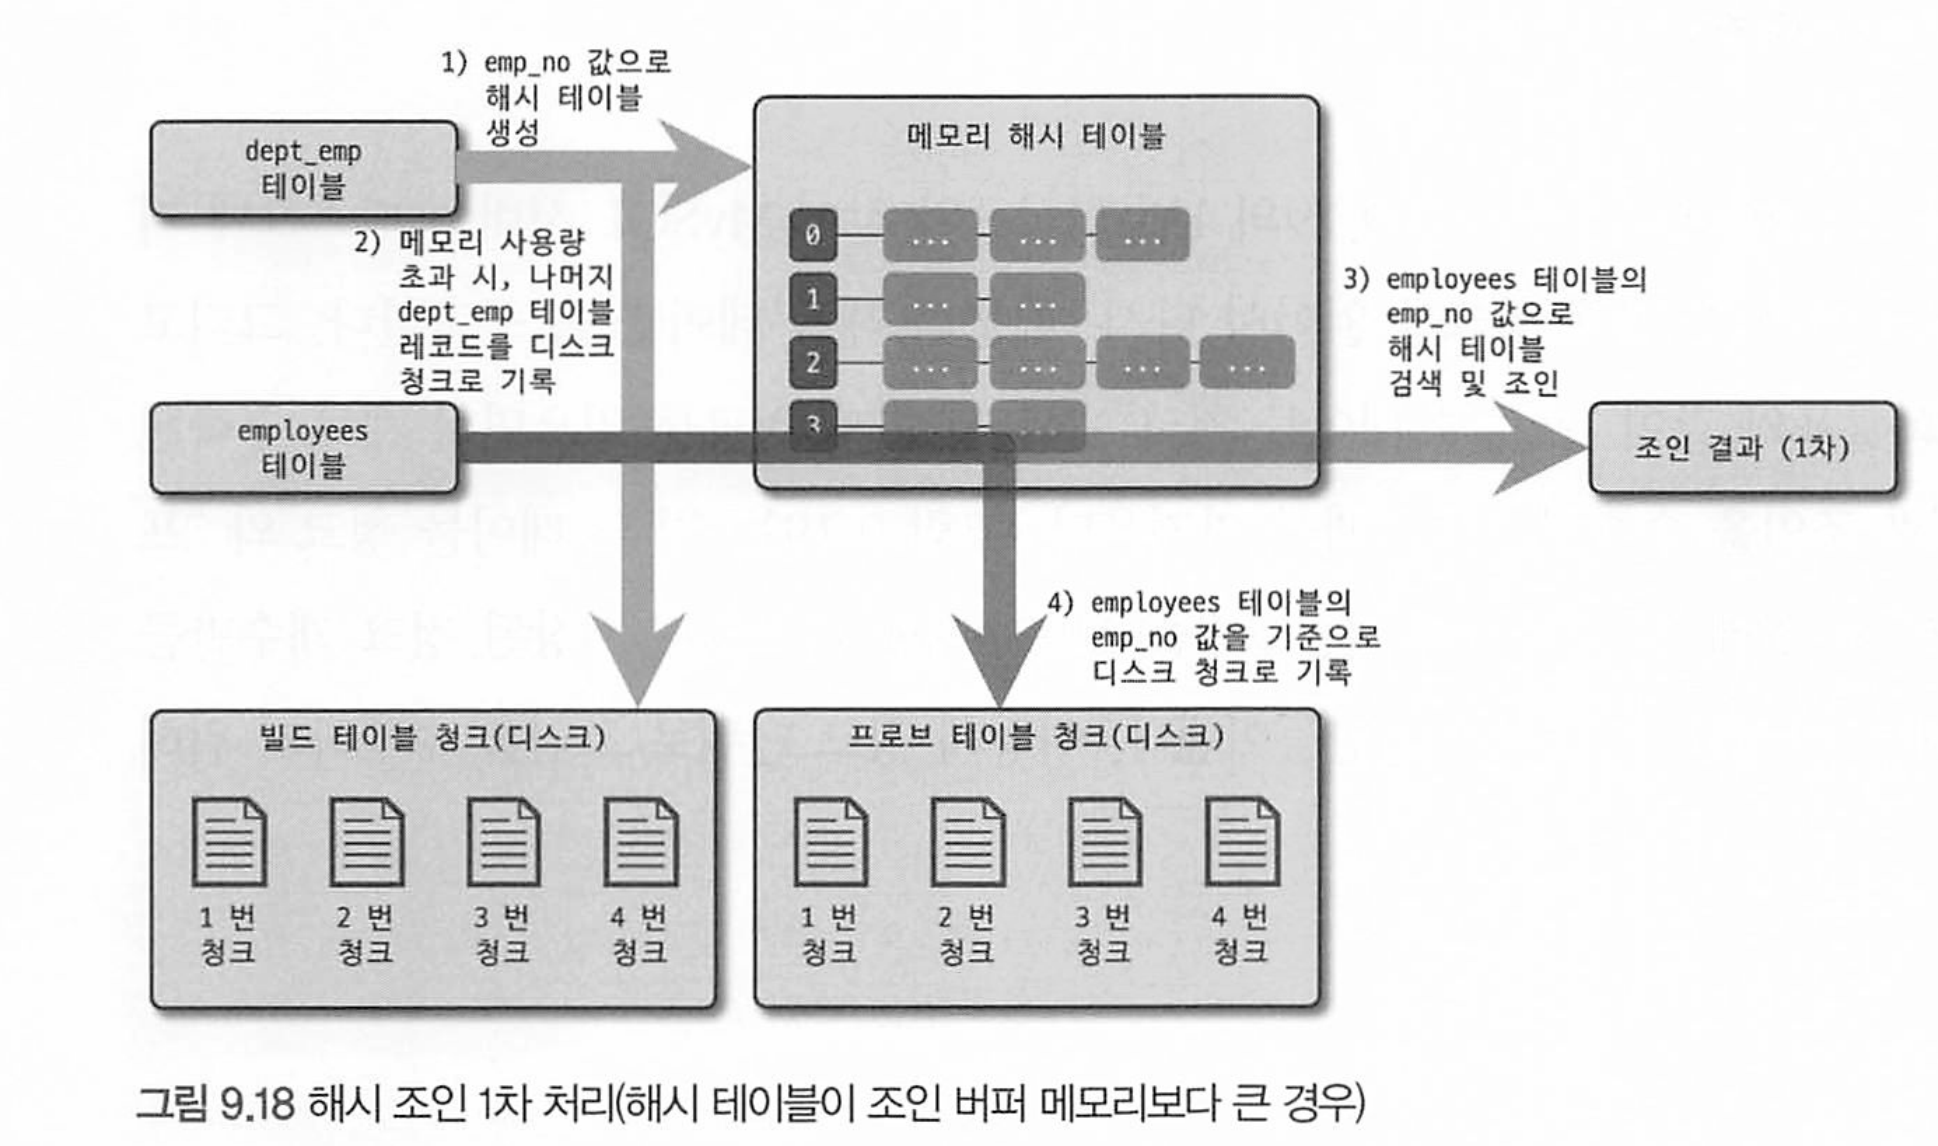 1) emp_no 값으로
해시 테이블
생성
dept_emp
테이블
메모리 해시 테이블
0
...
...
...
1
...
...
2
...
...
...
...
3
...
...
2) 메모리 사용량
초과 시, 나머지
dept_emp 테이블
레코드를 디스크
청크로 기록
employees
테이블
3) employees 테이블의
emp_no 값으로
해시 테이블
검색 및 조인
조인 결과 (1차)
4) employees 테이블의
emp_no 값을 기준으로
디스크 청크로 기록
빌드 테이블 청크(디스크)
1 번
청크
2 번
청크
3 번
청크
4 번
청크
프로브 테이블 청크(디스크)
1 번
청크
2 번
청크
3 번
청크
4 번
청크
그림 9.18 해시 조인 1차 처리(해시 테이블이 조인 버퍼 메모리보다 큰 경우)